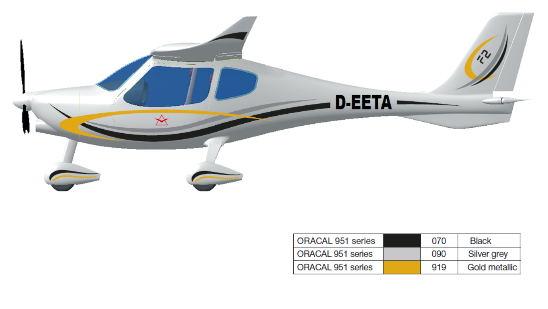 F2
D-EETA
ORACAL 951 series 070 Black
ORACAL 951 series 090 Silver grey
ORACAL 951 series 919 Gold metallic